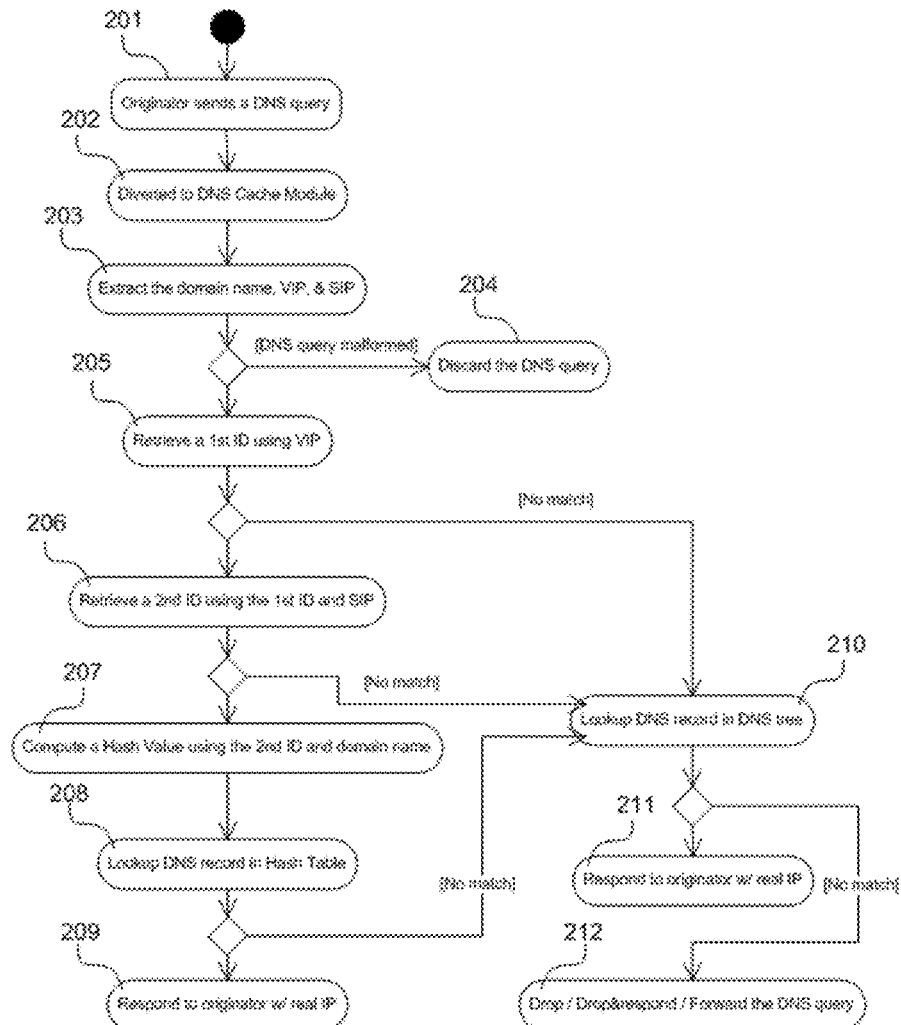 201
Originator sends a DNS query
202
Diverted to DNS Cache Module
203
Extract the domain name, VIP, & SIP
204
[DNS query malformed]
Discard the DNS query
205
Retrieve a 1st ID using VIP
[No match]
206
Retrieve a 2nd ID using the 1st ID and SIP
207
[No match]
210
Lookup DNS record in DNS tree
Compute a Hash Value using the 2nd ID and domain name
208
Lookup DNS record in Hash Table
211
[No match]
Respond to originator w/ real IP
[No match]
209
Respond to originator w/ real IP
212
Drop / Drop&respond / Forward the DNS query